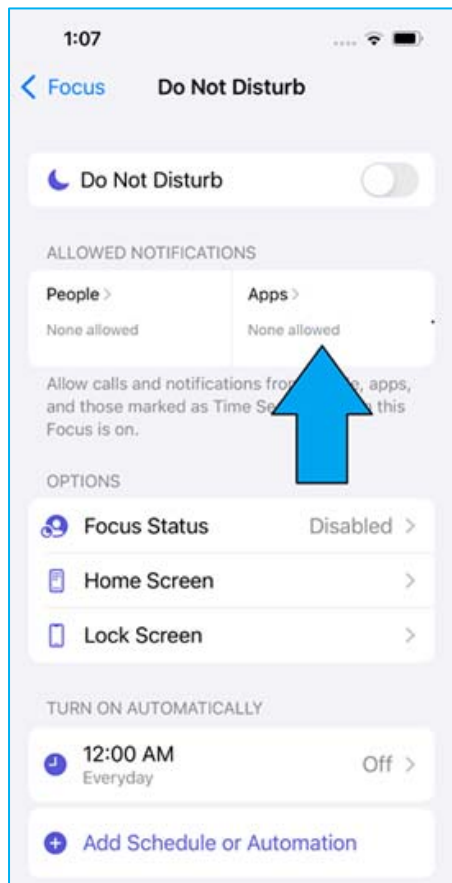 1:07
Focus Do Not Disturb
Do Not Disturb
ALLOWED NOTIFICATIONS
People > Apps >
None allowed None allowed
Allow calls and notifications from , apps,
and those marked as Time this
Focus is on.
OPTIONS
Focus Status Disabled >
Home Screen >
Lock Screen >
TURN ON AUTOMATICALLY
12:00 AM
Everyday Off >
Add Schedule or Automation